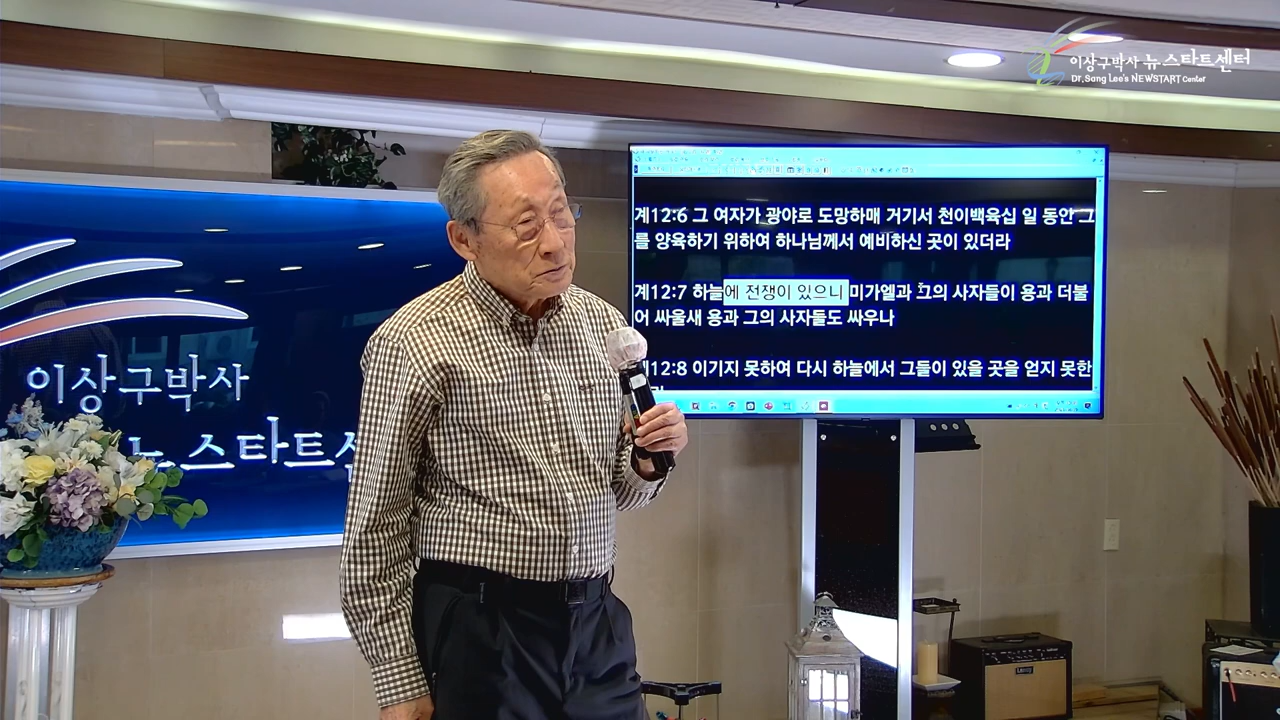 이상구박사 뉴스타트센터
Dr. Sang Lee's NEWSTART Center
계12:6 그 여자가 광야로 도망하매 거기서 천이백육십 일 동안 그
를 양육하기 위하여 하나님께서 예비하신 곳이 있더라
계12:7 하늘에 전쟁이 있으니 미가엘과 그의 사자들이 용과 더불
어 싸울새 용과 그의 사자들도 싸우나
계12:8 이기지 못하여 다시 하늘에서 그들이 있을 곳을 얻지 못한
이상구박사
뉴스타트센